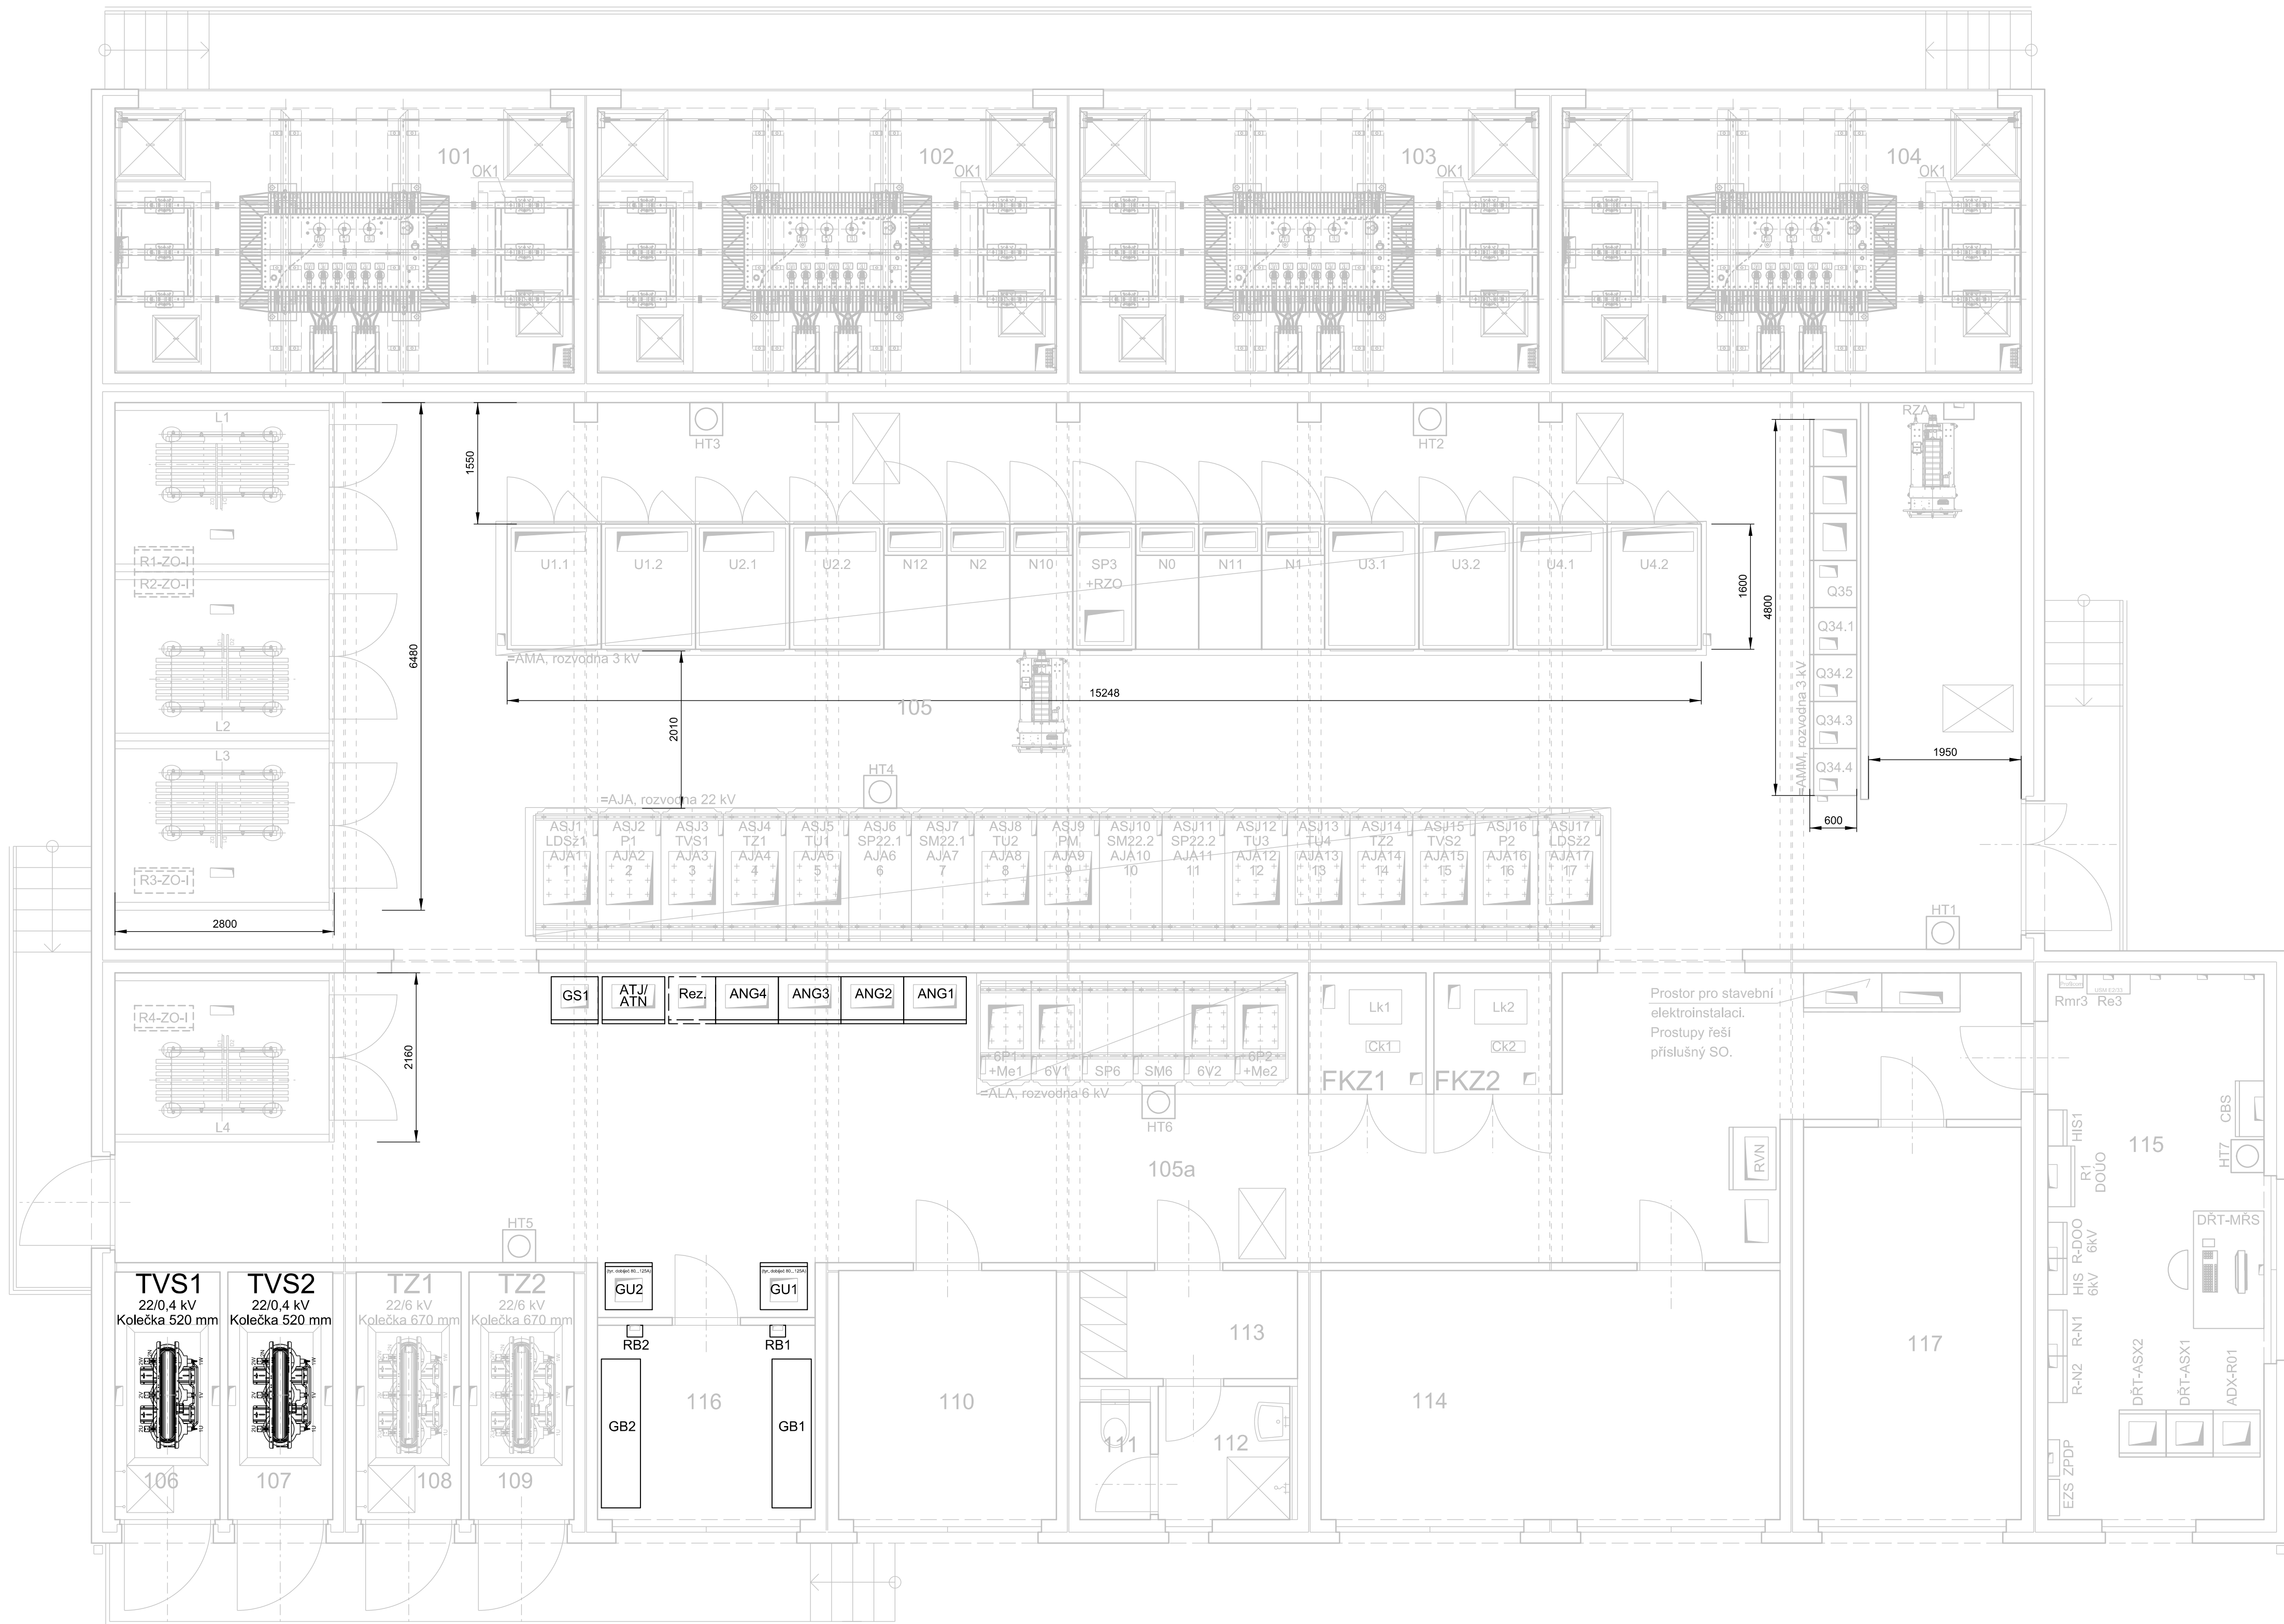 101
OK1
102
OK1
103
OK1
104
OK1
L1
R1-ZO-I
R2-ZO-I
L2
L3
R3-ZO-I
2800
6480
1550
HT3
HT2
RZA
U1.1
U1.2
U2.1
U2.2
N12
N2
N10
SP3
+RZO
N0
N11
N1
U3.1
U3.2
U4.1
U4.2
1600
4800
=AMA, rozvodna 3 kV
15248
2010
105
Q35
Q34.1
Q34.2
Q34.3
Q34.4
=AMM, rozvodna 3 kV
1950
600
HT4
=AJA, rozvodna 22 kV
ASJ1
LDSž1
AJA1
1
ASJ2
P1
AJA2
2
ASJ3
TVS1
AJA3
3
ASJ4
TZ1
AJA4
4
ASJ5
TU1
AJA5
5
ASJ6
SP22.1
AJA6
6
ASJ7
SM22.1
AJA7
7
ASJ8
TU2
AJA8
8
ASJ9
PM
AJA9
9
ASJ10
SM22.2
AJA10
10
ASJ11
SP22.2
AJA11
11
ASJ12
TU3
AJA12
12
ASJ13
TU4
AJA13
13
ASJ14
TZ2
AJA14
14
ASJ15
TVS2
AJA15
15
ASJ16
P2
AJA16
16
ASJ17
LDSž2
AJA17
17
HT1
R4-ZO-I
L4
2160
GS1
ATJ/
ATN
Rez.
ANG4
ANG3
ANG2
ANG1
6P1
+Me1
6V1
SP6
SM6
6V2
6P2
+Me2
=ALA, rozvodna 6 kV
HT6
Lk1
Ck1
FKZ1
Lk2
Ck2
FKZ2
Prostor pro stavební
elektroinstalaci.
Prostupy řeší
příslušný SO.
Rmr3
Re3
105a
RVN
HT5
TVS1
22/0,4 kV
Kolečka 520 mm
106
TVS2
22/0,4 kV
Kolečka 520 mm
107
TZ1
22/6 kV
Kolečka 670 mm
108
TZ2
22/6 kV
Kolečka 670 mm
109
GU2
GU1
RB2
RB1
GB2
116
GB1
110
113
111
112
114
117
115
CBS
HT7
HIS1
R1
DOÚO
R-DOO
6kV
HIS
6kV
R-N1
R-N2
DŘT-MŘS
DŘT-ASX2
DŘT-ASX1
ADX-R01
ZPDP
EZS